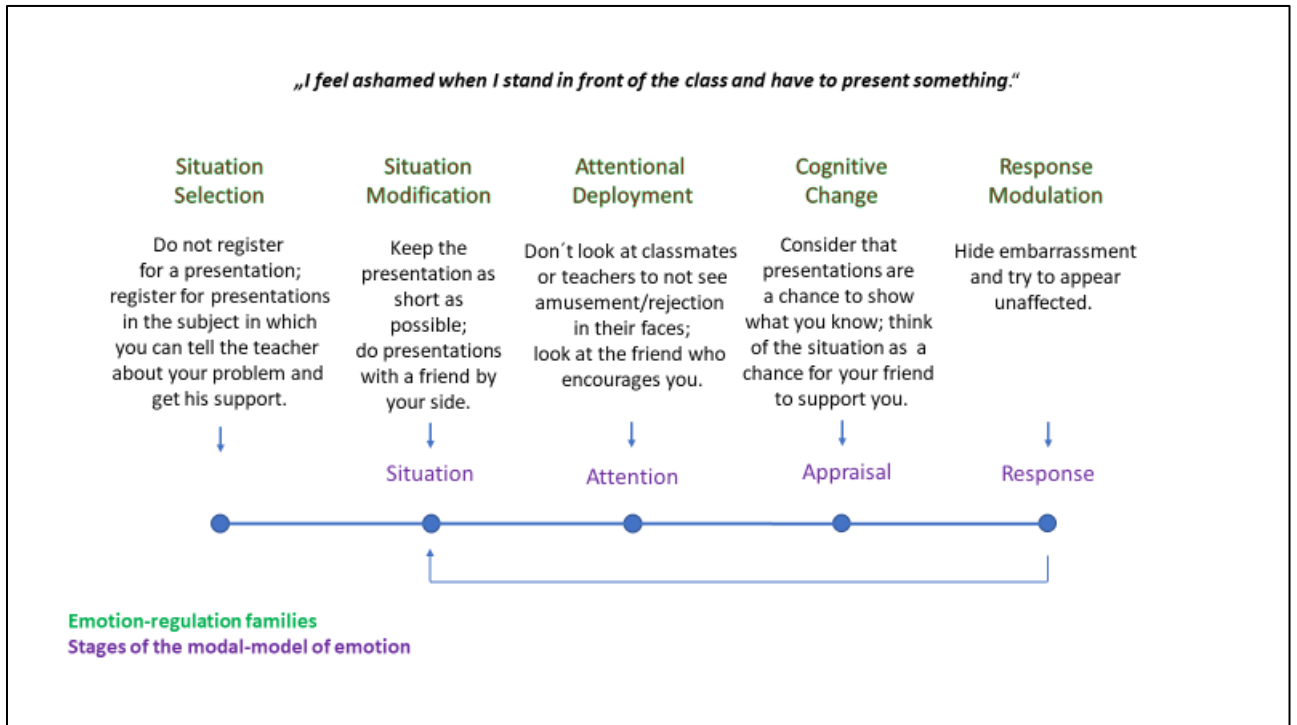 „I feel ashamed when I stand in front of the class and have to present something.“
Situation
Selection
Do not register
for a presentation;
register for presentations
in the subject in which
you can tell the teacher
about your problem and
get his support.
Situation
Modification
Keep the
presentation as
short as
possible;
do presentations
with a friend by
your side.
Attentional
Deployment
Don´t look at classmates
or teachers to not see
amusement/rejection
in their faces;
look at the friend who
encourages you.
Cognitive
Change
Consider that
presentations are
a chance to show
what you know; think
of the situation as a
chance for your friend
to support you.
Response
Modulation
Hide embarrassment
and try to appear
unaffected.
Situation
Attention
Appraisal
Response
Emotion-regulation families
Stages of the modal-model of emotion